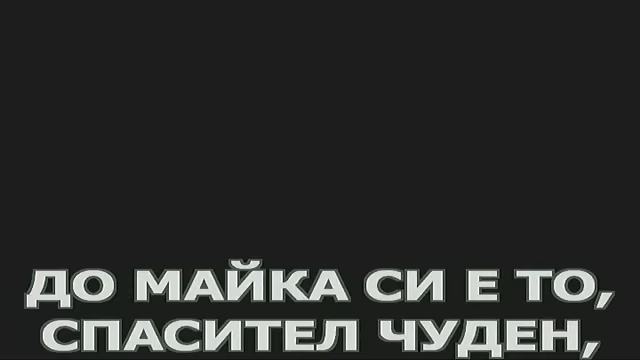 ДО МАЙКА СИ Е ТО,
СПАСИТЕЛ ЧУДЕН,